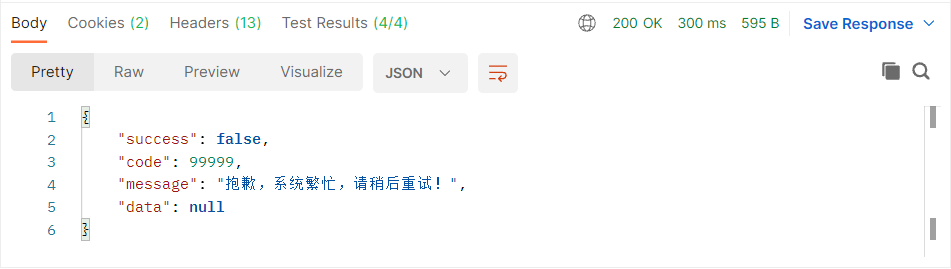 Body Cookies (2) Headers (13) Test Results (4/4) 200 OK 300 ms 595 B Save Response
Pretty Raw Preview Visualize JSON
1 {
2 "success": false,
3 "code": 99999,
4 "message": "抱歉，系统繁忙，请稍后重试！",
5 "data": null
6 }